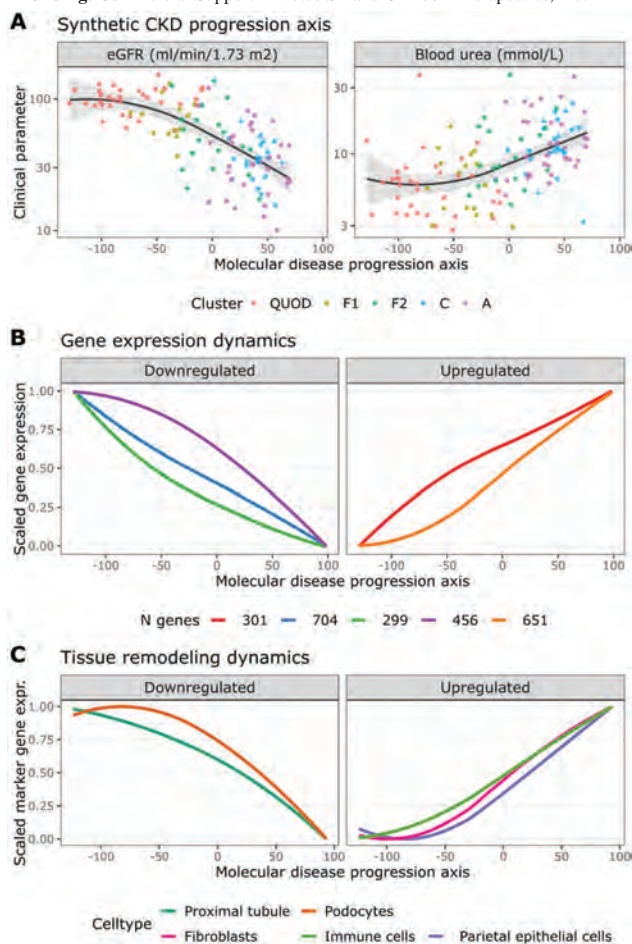 A Synthetic CKD progression axis
eGFR (ml/min/1.73 m2) Blood urea (mmol/L)
Clinical parameter
100
30
10
30
10
3
-100 -50 0 50 100 -100 -50 0 50 100
Molecular disease progression axis
Cluster QUOD F1 F2 C A
B Gene expression dynamics
Downregulated Upregulated
Scaled gene expression
1.00
0.75
0.50
0.25
0.00
-100 -50 0 50 100 -100 -50 0 50 100
Molecular disease progression axis
N genes 301 704 299 456 651
C Tissue remodeling dynamics
Downregulated Upregulated
Scaled marker gene expr.
1.00
0.75
0.50
0.25
0.00
-100 -50 0 50 100 -100 -50 0 50 100
Molecular disease progression axis
Celltype
Proximal tubule Podocytes
Fibroblasts Immune cells Parietal epithelial cells